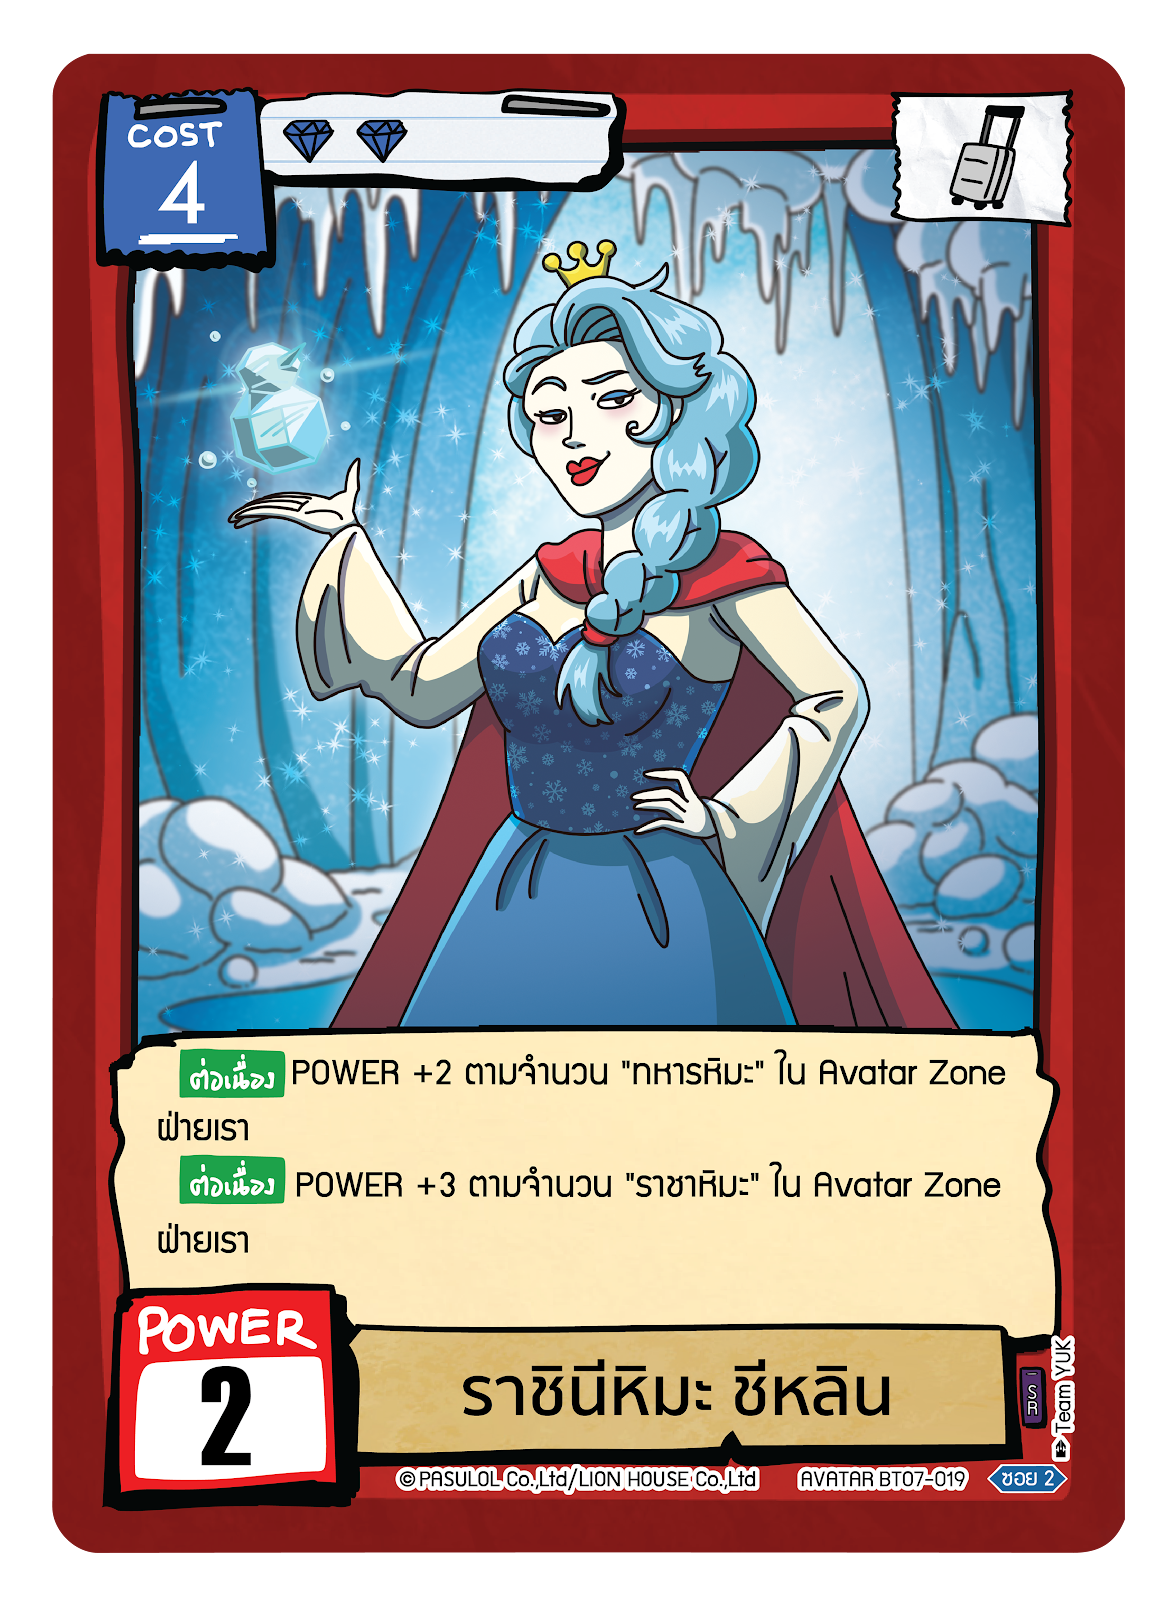 COST
4
ต่อเนื่อง POWER +2 ตามจำนวน "ทหารหิมะ" ใน Avatar Zone
ฝ่ายเรา
ต่อเนื่อง POWER +3 ตามจำนวน "ราชาหิมะ" ใน Avatar Zone
ฝ่ายเรา
POWER
2
ราชินีหิมะ ชีหลิน
SR
Team YUK
© PASULOL Co.,Ltd/LION HOUSE Co.,Ltd
AVATAR BT07-019
ซอย 2